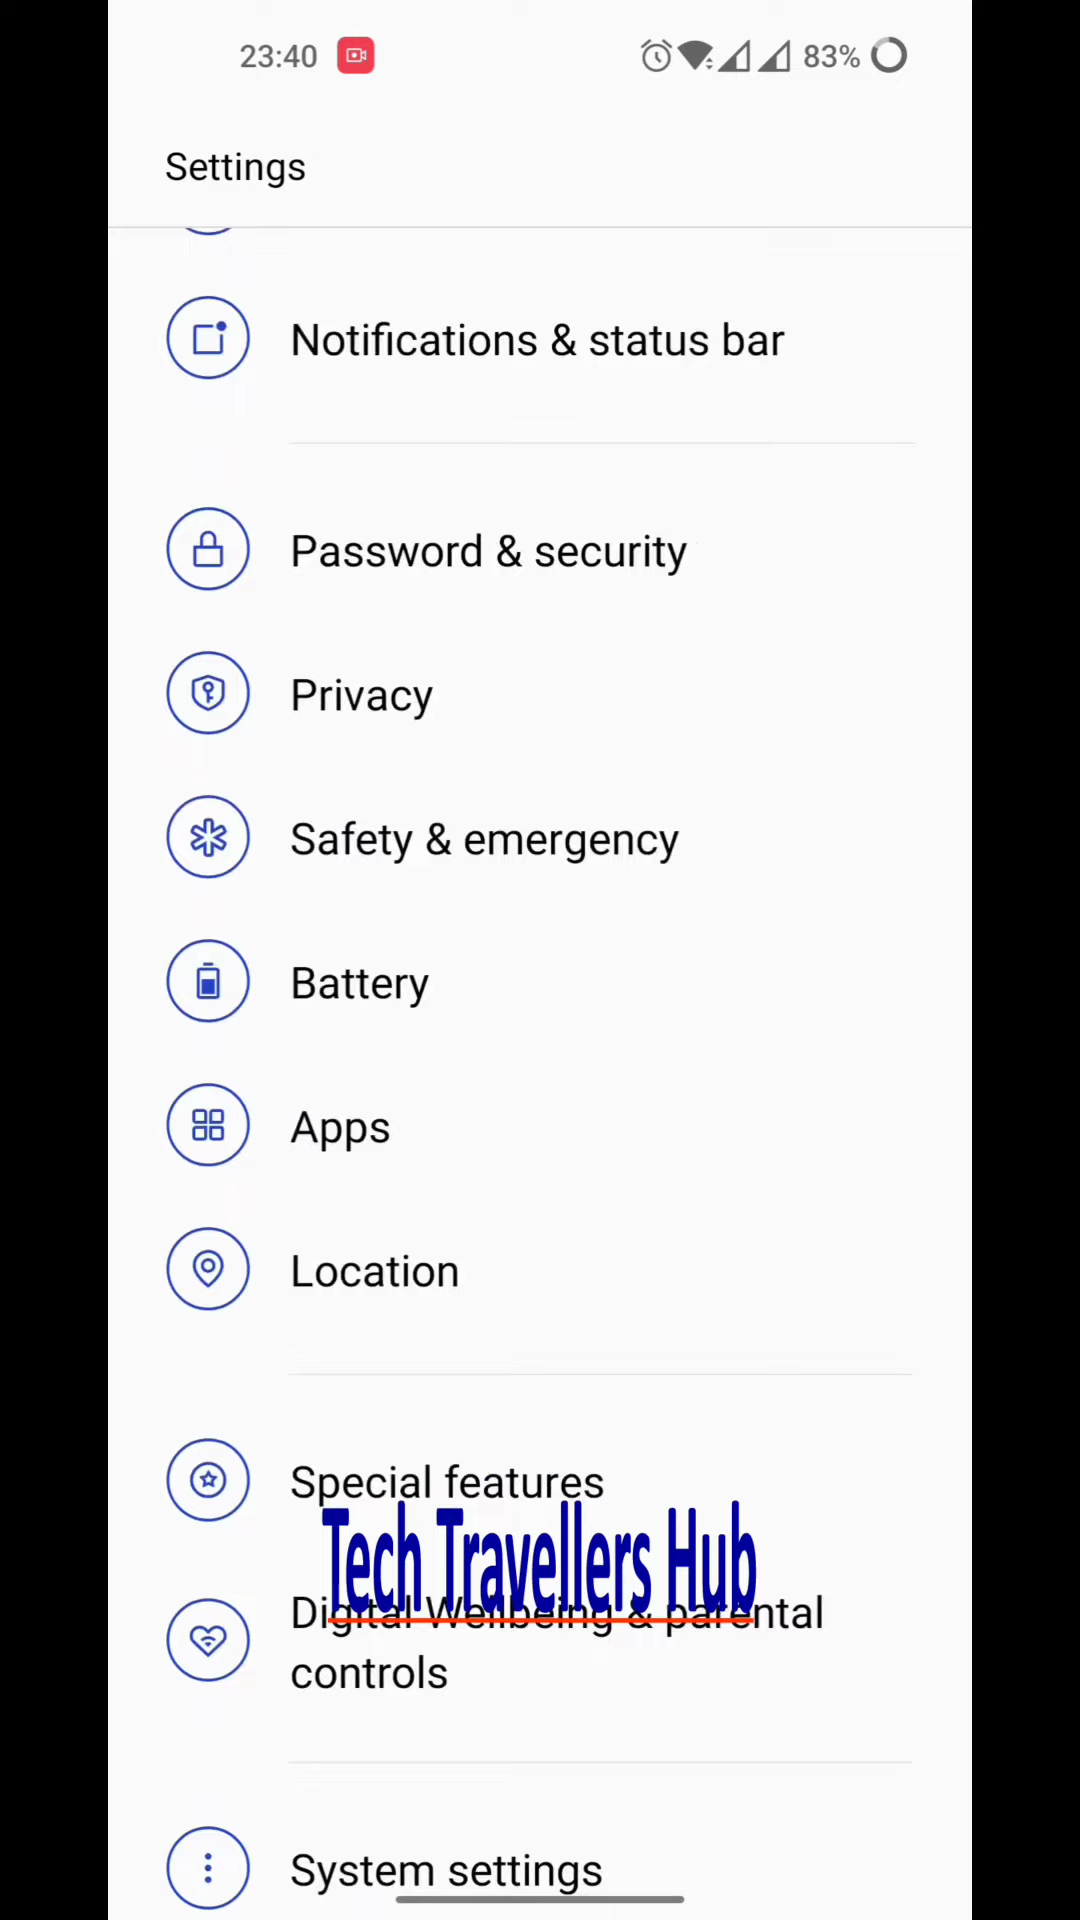 23:40 83%
Settings
Notifications & status bar
Password & security
Privacy
Safety & emergency
Battery
Apps
Location
Special features
Tech Travellers Hub
Digital Wellbeing & parental
controls
System settings